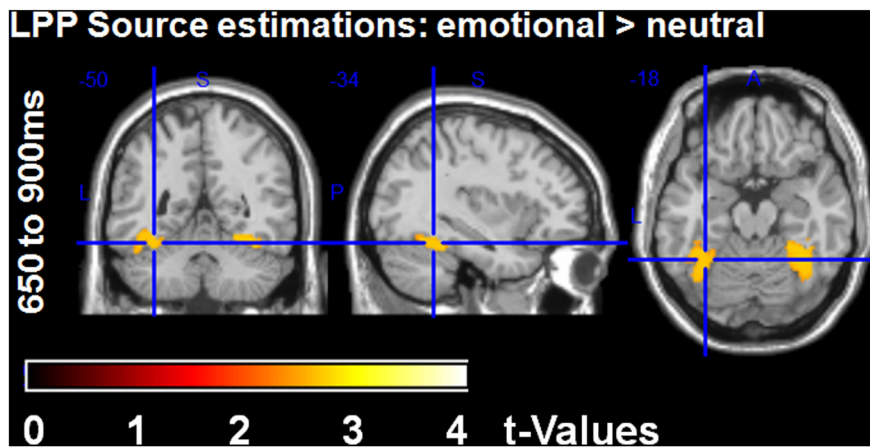 LPP Source estimations: emotional > neutral
650 to 900ms
-50
S
L
-34
S
P
-18
A
L
0 1 2 3 4 t-Values